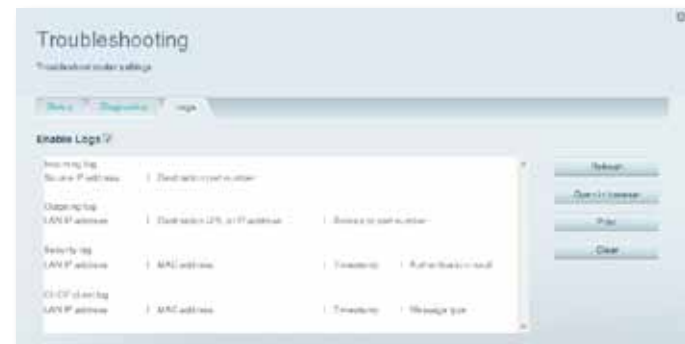 Troubleshooting
Troubleshoot router settings
Status Diagnostics Logs
Enable Logs
Incoming log
Source IP address | Destination port number
Outgoing log
LAN IP address | Destination URL or IP address | Service or port number
Security log
LAN IP address | MAC address | Timestamp | Authentication result
DHCP client log
LAN IP address | MAC address | Timestamp | Message type
Refresh
Open in browser
Print
Clear